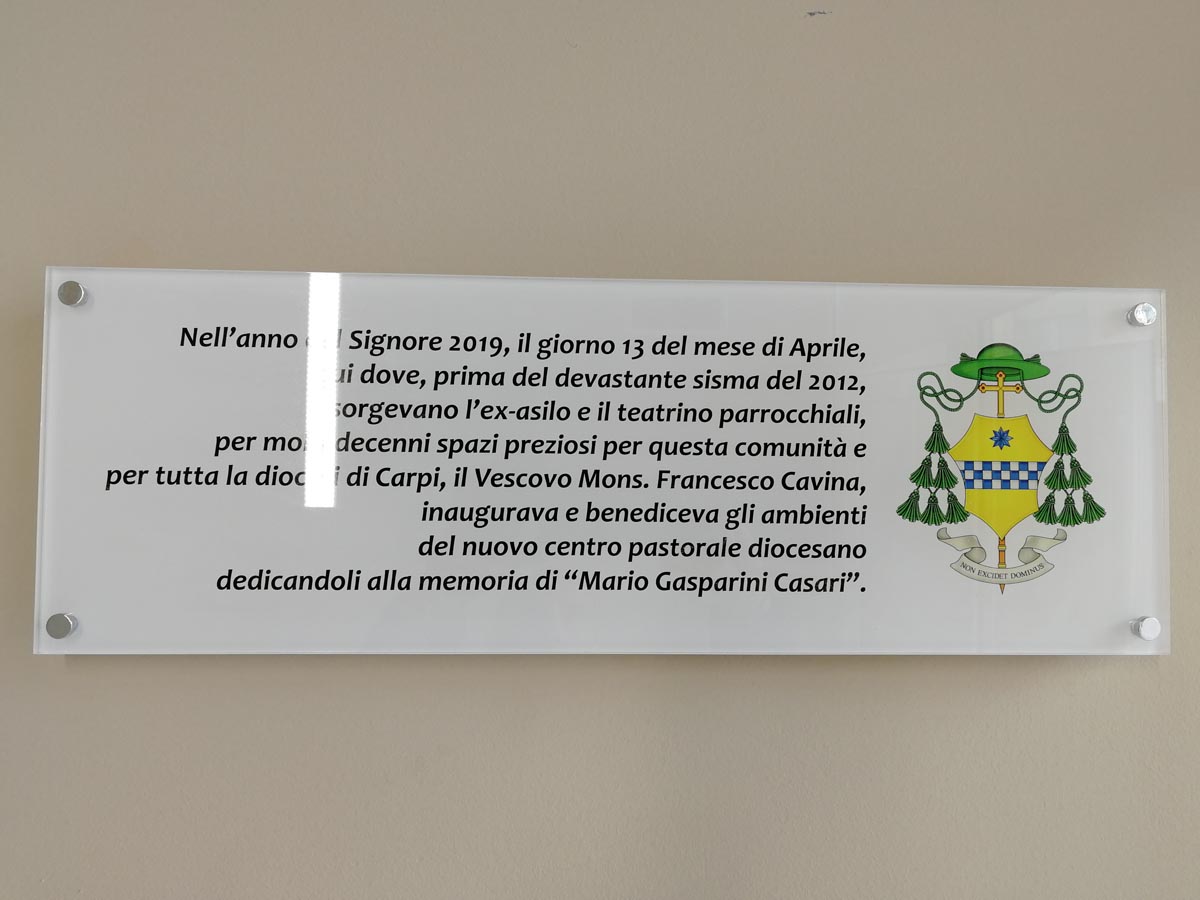 Nell'anno Signore 2019, il giorno 13 del mese di Aprile,
dove, prima del devastante sisma del 2012,
sorgevano l'ex-asilo e il teatrino parrocchiali,
per decenni spazi preziosi per questa comunità e
per tutta la di Carpi, il Vescovo Mons. Francesco Cavina,
inaugurava e benediceva gli ambienti
del nuovo centro pastorale diocesano
dedicandoli alla memoria di “Mario Gasparini Casari”.
NON EXCIDET DOMINUS